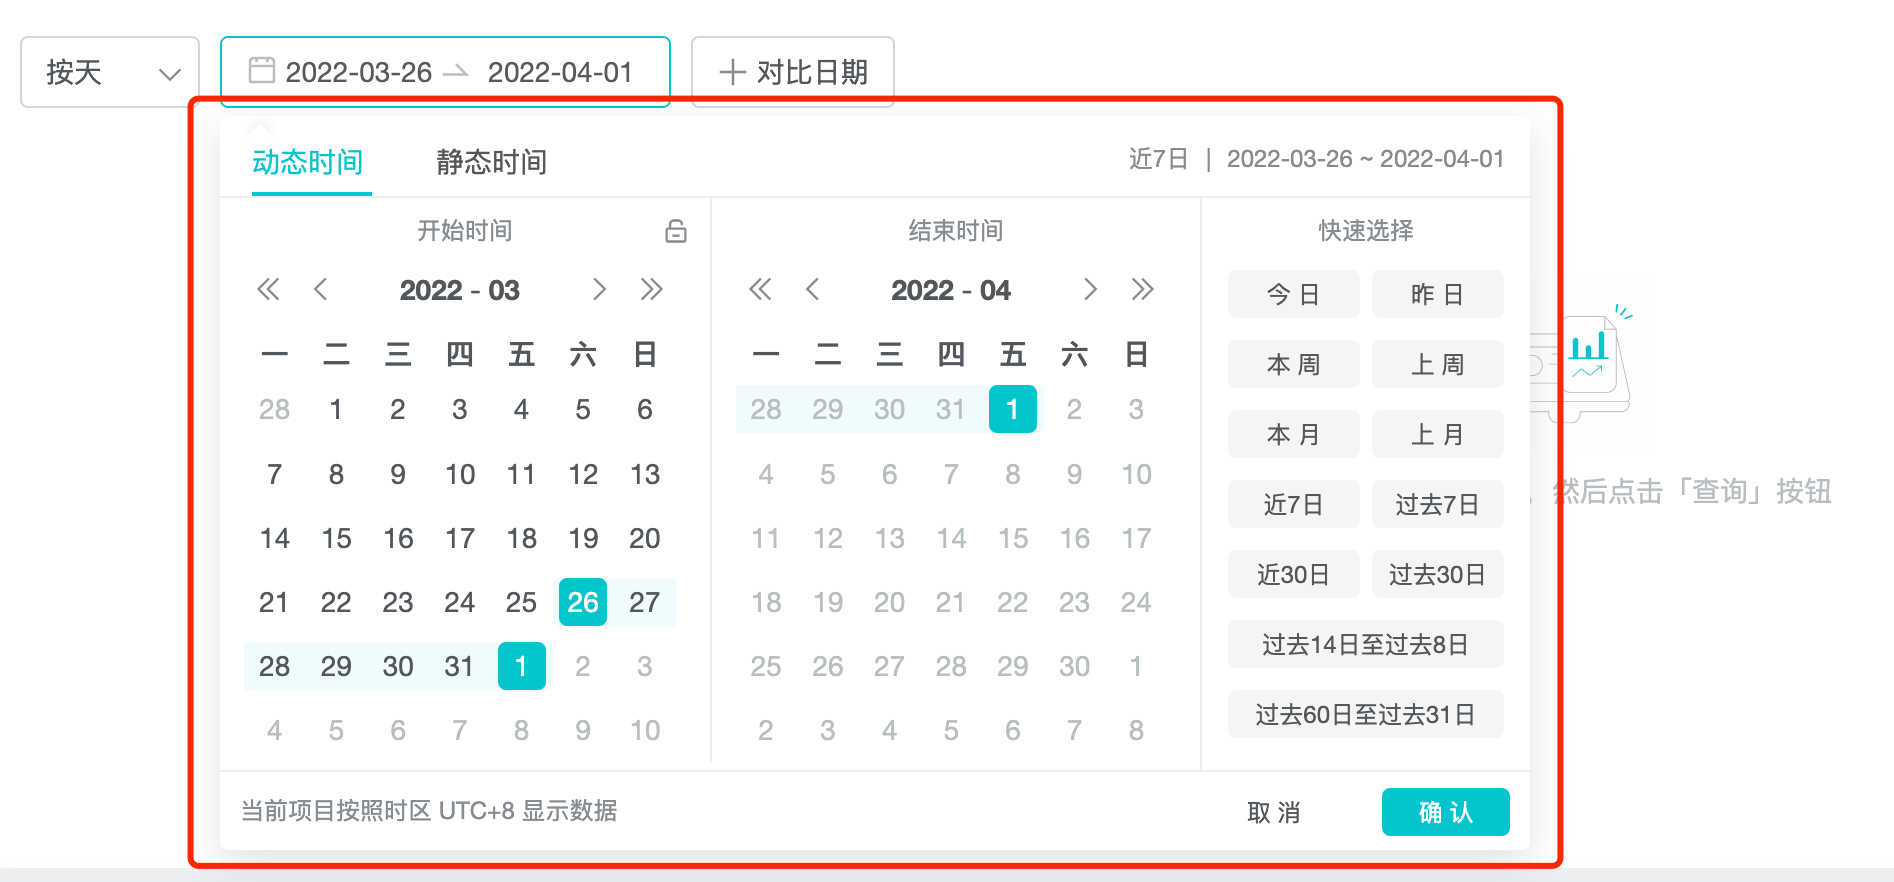 按天
2022-03-26
2022-04-01
对比日期
动态时间
静态时间
近7日 | 2022-03-26 ~ 2022-04-01
开始时间
2022 - 03
一 二 三 四 五 六 日
28 1 2 3 4 5 6
7 8 9 10 11 12 13
14 15 16 17 18 19 20
21 22 23 24 25 26 27
28 29 30 31 1 2 3
4 5 6 7 8 9 10
结束时间
2022 - 04
一 二 三 四 五 六 日
28 29 30 31 1 2 3
4 5 6 7 8 9 10
11 12 13 14 15 16 17
18 19 20 21 22 23 24
25 26 27 28 29 30 1
2 3 4 5 6 7 8
快速选择
今日 昨日
本周 上周
本月 上月
近7日 过去7日
近30日 过去30日
过去14日至过去8日
过去60日至过去31日
，然后点击「查询」按钮
当前项目按照时区 UTC+8 显示数据
取消
确认